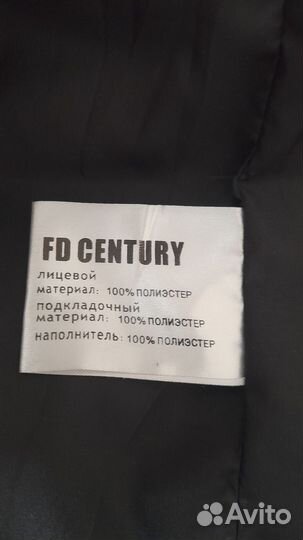 FD CENTURY
лицевой
материал: 100% ПОЛИЭСТЕР
подкладочный
материал: 100% ПОЛИЭСТЕР
наполнитель: 100% ПОЛИЭСТЕР
Avito